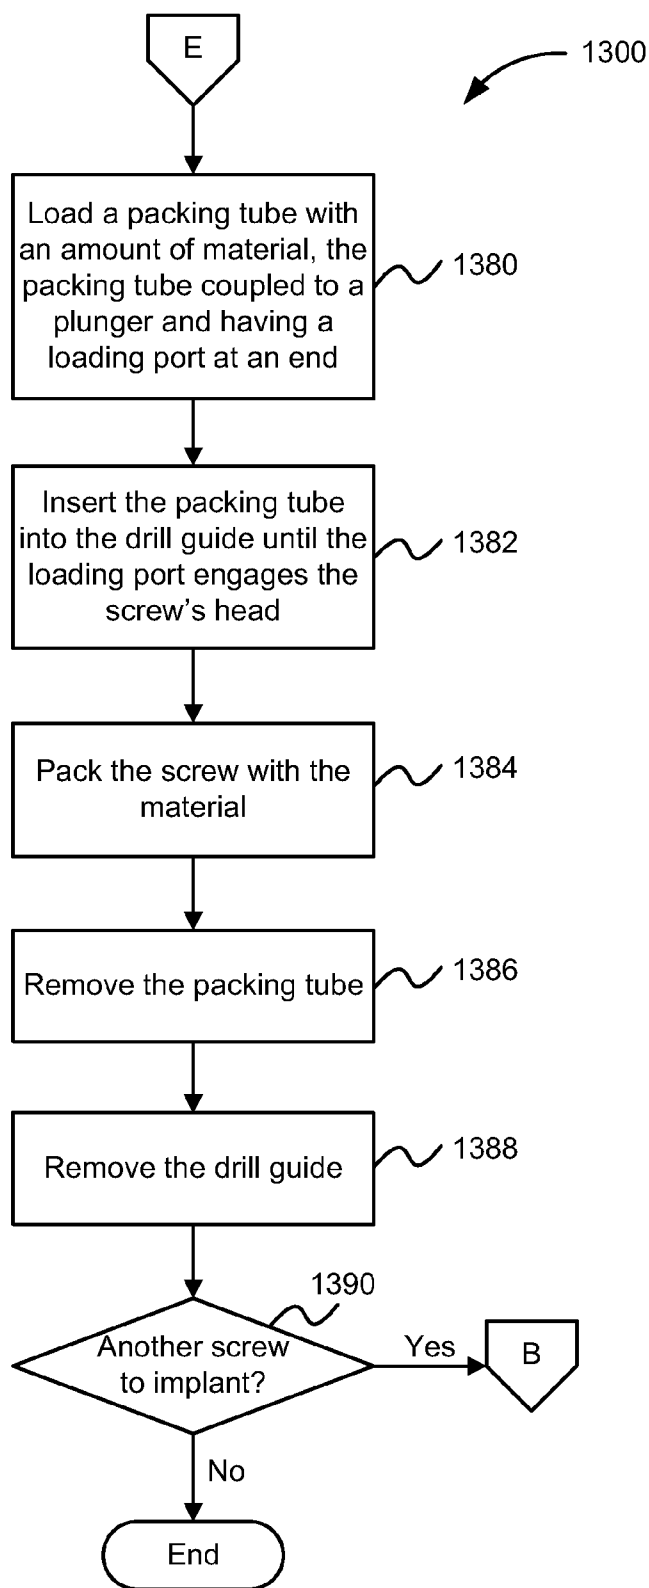 E
1300
Load a packing tube with
an amount of material, the
packing tube coupled to a
plunger and having a
loading port at an end
1380
Insert the packing tube
into the drill guide until the
loading port engages the
screw's head
1382
Pack the screw with the
material
1384
Remove the packing tube
1386
Remove the drill guide
1388
1390
Another screw
to implant?
Yes
B
No
End